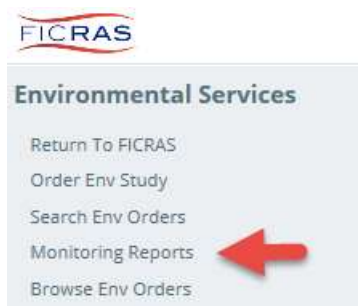 FICRAS
Environmental Services
Return To FICRAS
Order Env Study
Search Env Orders
Monitoring Reports
Browse Env Orders